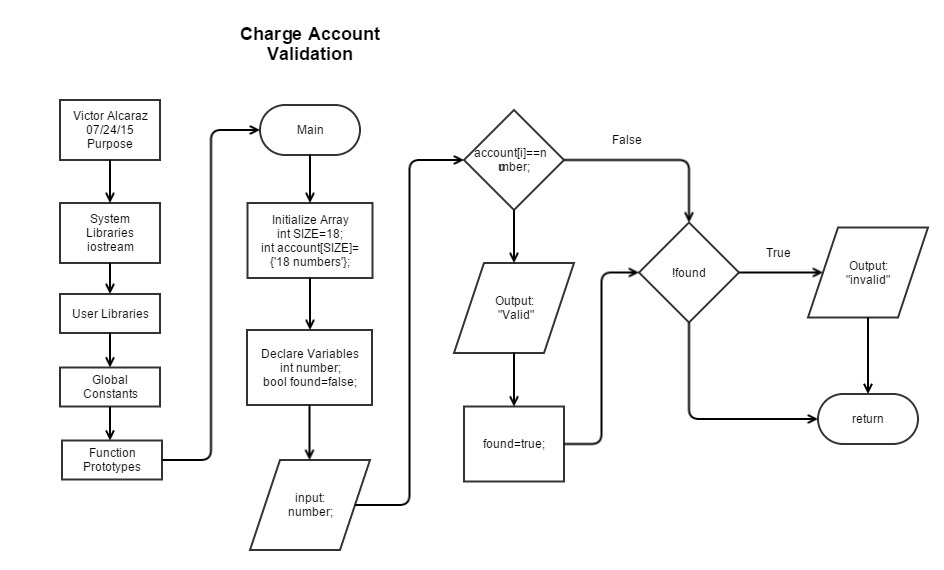 Charge Account
Validation
Victor Alcaraz
07/24/15
Purpose
System
Libraries
iostream
User Libraries
Global
Constants
Function
Prototypes
Main
Initialize Array
int SIZE=18;
int account[SIZE]=
{'18 numbers'};
Declare Variables
int number;
bool found=false;
input:
number;
account[i]==n
umber;
False
Output:
"Valid"
found=true;
!found
True
Output:
"invalid"
return